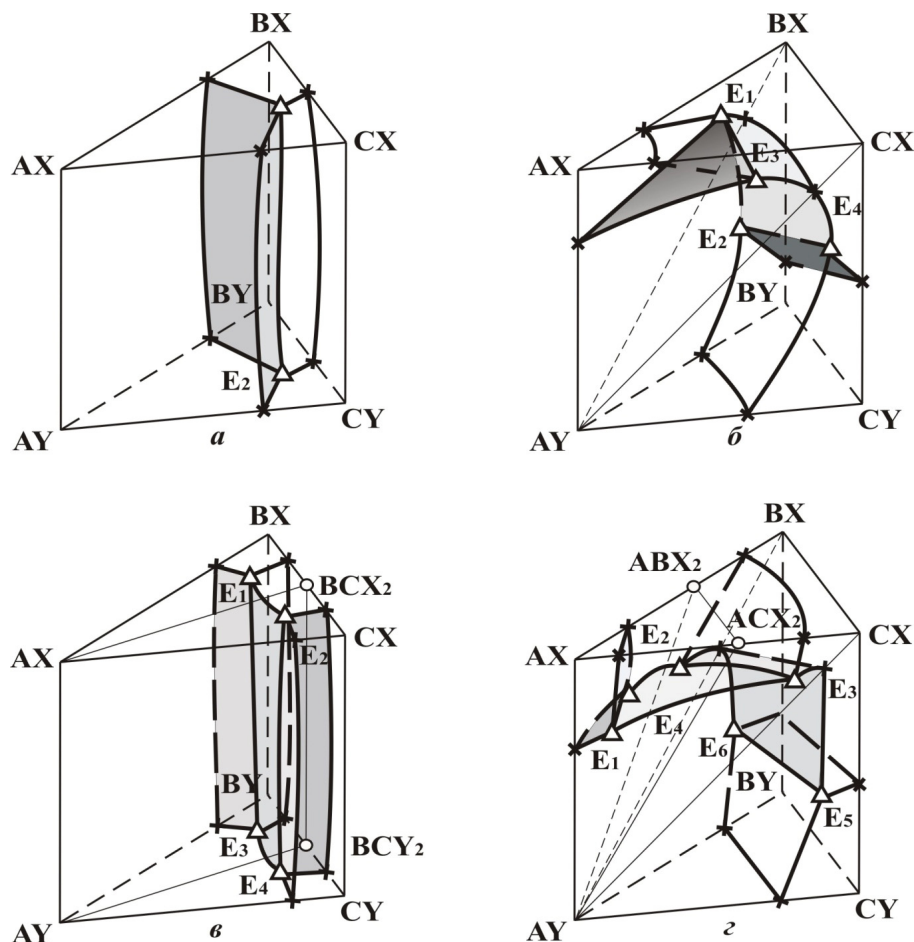 BX
CX
AX
BY
E2
CY
AY
а
BX
E1
CX
AX
E3
E4
E2
BY
AY
CY
б
BX
E1
BCX2
AX
CX
E2
BY
E3
BCY2
E4
CY
AY
в
BX
ABX2
E2
ACX2
CX
AX
E3
E4
E1
E6
BY
E5
AY
CY
г